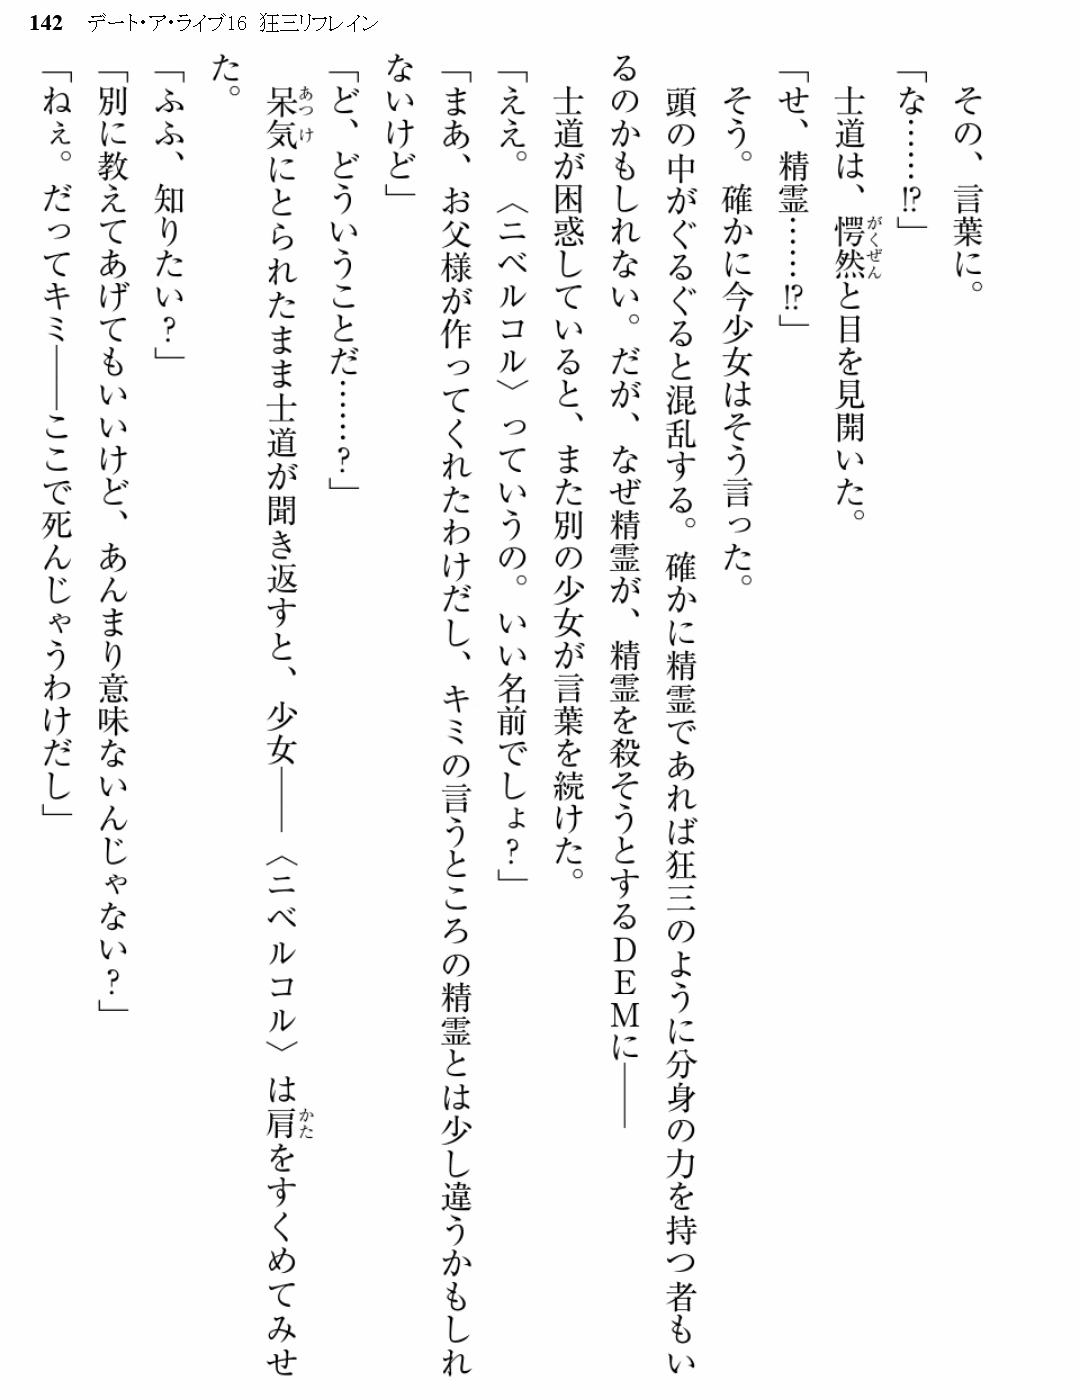 142 デート・ア・ライブ16 狂三リフレイン
その、言葉に。
「な……⁉」
士道は、愕然と目を見開いた。
「せ、精霊……⁉」
そう。確かに今少女はそう言った。
頭の中がぐるぐると混乱する。確かに精霊であれば狂三のように分身の力を持つ者もい
るのかもしれない。だが、なぜ精霊が、精霊を殺そうとするDEMに――
士道が困惑していると、また別の少女が言葉を続けた。
「ええ。〈ニベルコル〉っていうの。いい名前でしょ?」
「まあ、お父様が作ってくれたわけだし、キミの言うところの精霊とは少し違うかもしれ
ないけど」
「ど、どういうことだ……?」
呆気にとられたまま士道が聞き返すと、少女――〈ニベルコル〉は肩をすくめてみせ
た。
「ふふ、知りたい?」
「別に教えてあげてもいいけど、あんまり意味ないんじゃない?」
「ねぇ。だってキミ――ここで死んじゃうわけだし」
がくぜん
あつけ
かた